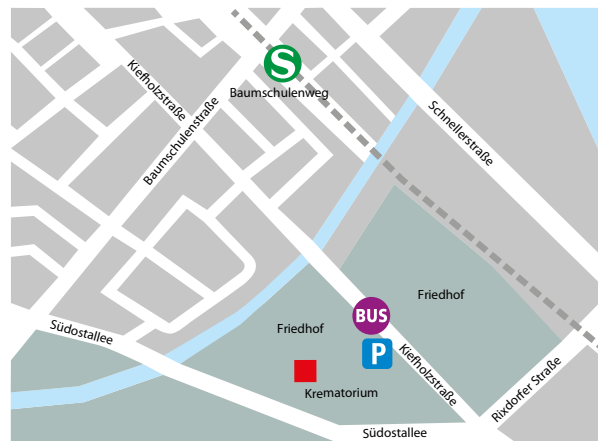 S
Baumschulenweg
Kiefholzstraße
Baumschulenstraße
Schnellerstraße
Friedhof
BUS
Friedhof
P
Südostallee
Kiefholzstraße
Krematorium
Rixdorfer Straße
Südostallee